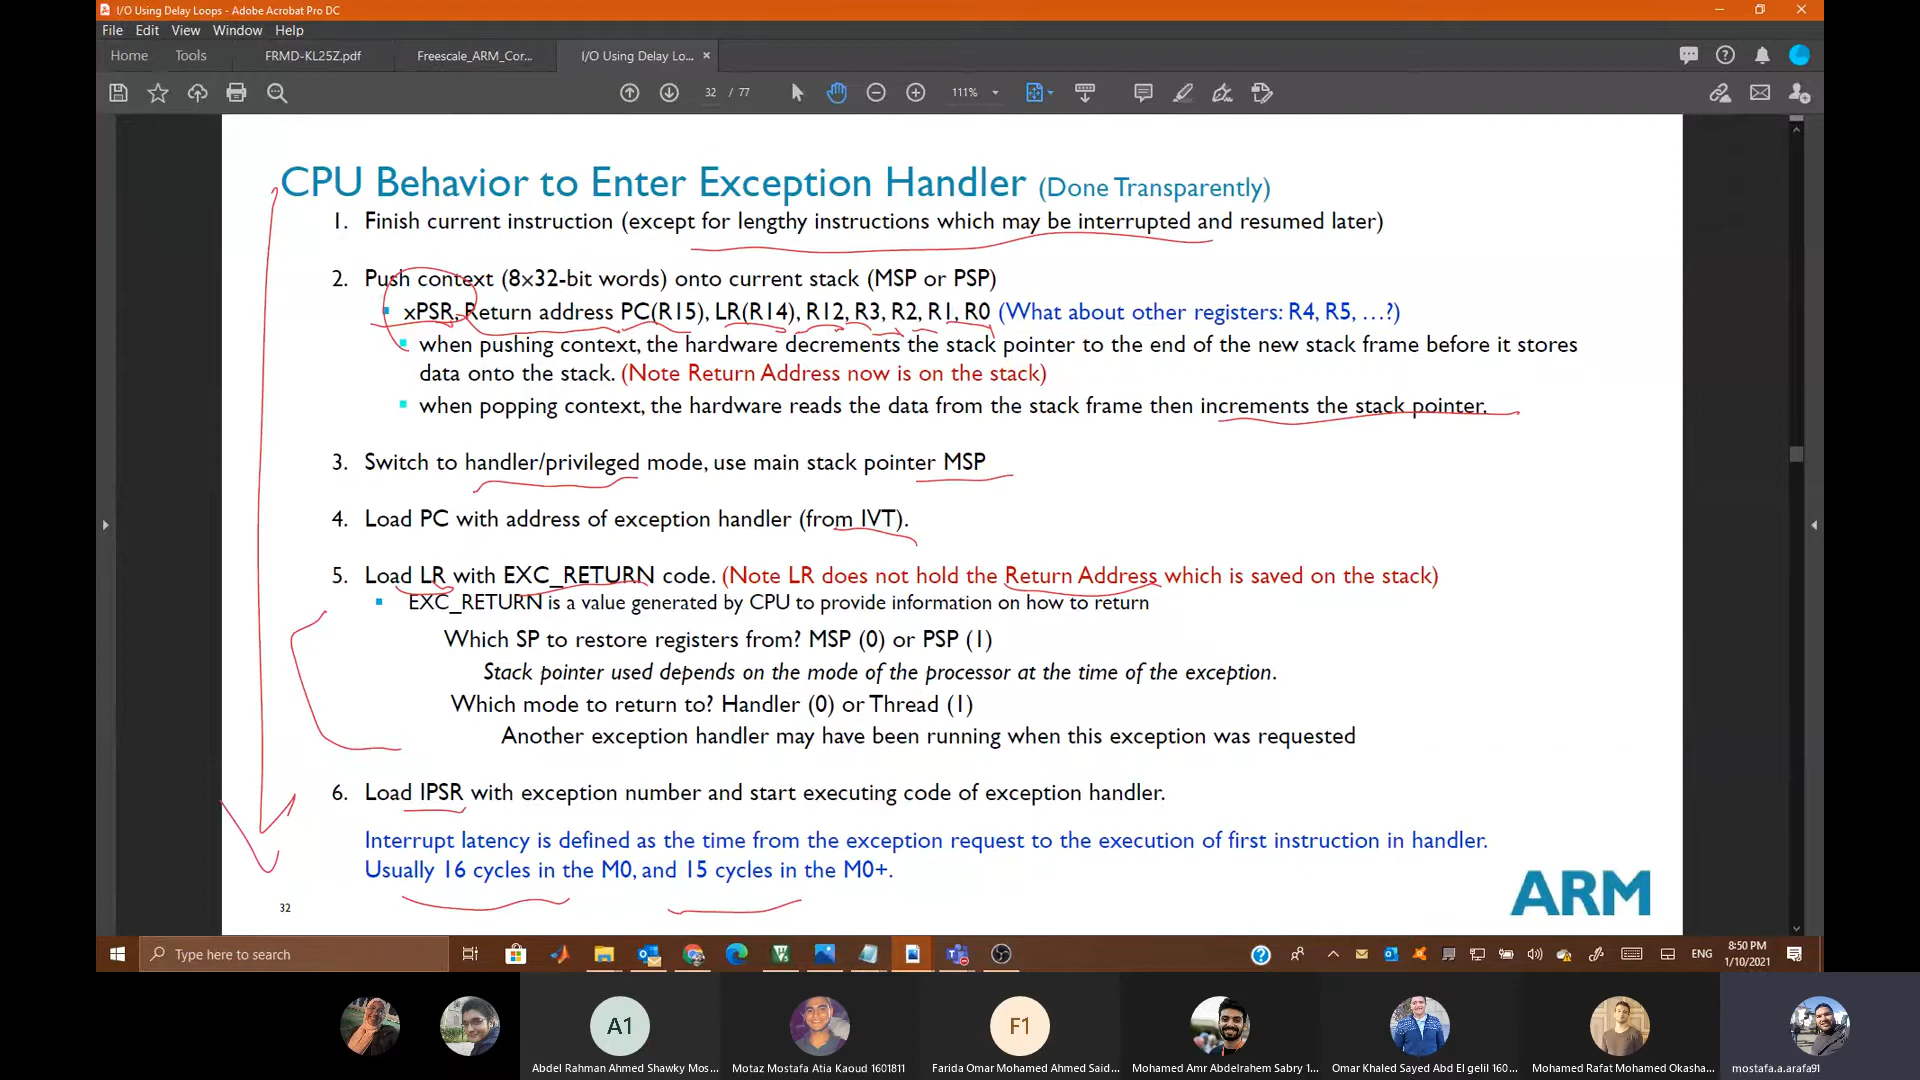 I/O Using Delay Loops - Adobe Acrobat Pro DC
File Edit View Window Help
Home Tools FRMD-KL25Z.pdf Freescale_ARM_Cor... I/O Using Delay Lo... ×
32 / 77 111%
CPU Behavior to Enter Exception Handler (Done Transparently)
1. Finish current instruction (except for lengthy instructions which may be interrupted and resumed later)
2. Push context (8×32-bit words) onto current stack (MSP or PSP)
xPSR, Return address PC(R15), LR(R14), R12, R3, R2, R1, R0 (What about other registers: R4, R5, …?)
when pushing context, the hardware decrements the stack pointer to the end of the new stack frame before it stores
data onto the stack. (Note Return Address now is on the stack)
when popping context, the hardware reads the data from the stack frame then increments the stack pointer.
3. Switch to handler/privileged mode, use main stack pointer MSP
4. Load PC with address of exception handler (from IVT).
5. Load LR with EXC_RETURN code. (Note LR does not hold the Return Address which is saved on the stack)
EXC_RETURN is a value generated by CPU to provide information on how to return
Which SP to restore registers from? MSP (0) or PSP (1)
Stack pointer used depends on the mode of the processor at the time of the exception.
Which mode to return to? Handler (0) or Thread (1)
Another exception handler may have been running when this exception was requested
6. Load IPSR with exception number and start executing code of exception handler.
Interrupt latency is defined as the time from the exception request to the execution of first instruction in handler.
Usually 16 cycles in the M0, and 15 cycles in the M0+.
32
ARM
Type here to search
ENG
8:50 PM
1/10/2021
A1
F1
Abdel Rahman Ahmed Shawky Mos... Motaz Mostafa Atia Kaoud 1601811 Farida Omar Mohamed Ahmed Said... Mohamed Amr Abdelrahem Sabry 1... Omar Khaled Sayed Abd El gelil 160... Mohamed Rafat Mohamed Okasha... mostafa.a.arafa91